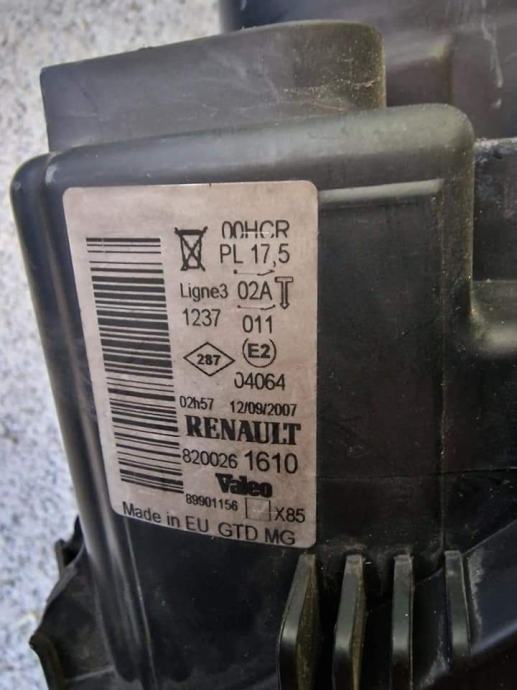 00HCR
PL 17,5
Ligne3 02A
1237 011
287 E2
04064
02h57 12/09/2007
RENAULT
820026 1610
Valeo
89901156 X85
Made in EU, GTD MG